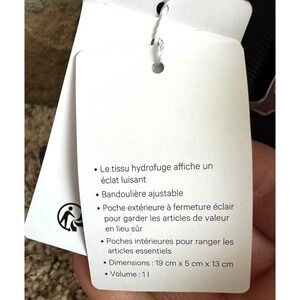 • Le tissu hydrofuge affiche un
éclat luisant
• Bandoulière ajustable
• Poche extérieure à fermeture éclair
pour garder les articles de valeur
en lieu sûr
• Poches intérieures pour ranger les
articles essentiels
• Dimensions : 19 cm x 5 cm x 13 cm
• Volume : 1 l